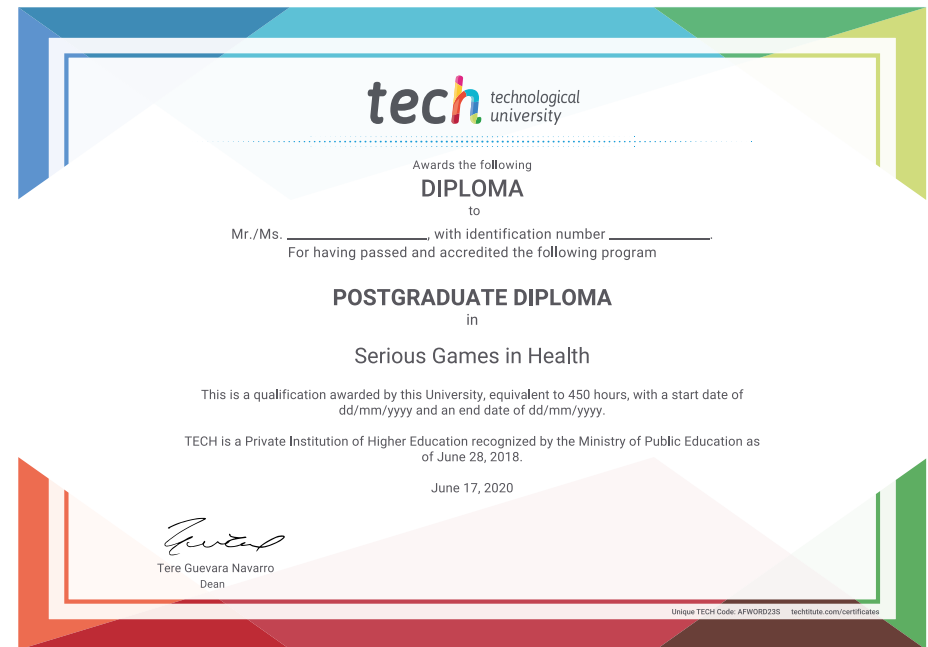 tech technological
university
Awards the following
DIPLOMA
to
Mr./Ms. ____________________, with identification number ______________.
For having passed and accredited the following program
POSTGRADUATE DIPLOMA
in
Serious Games in Health
This is a qualification awarded by this University, equivalent to 450 hours, with a start date of
dd/mm/yyyy and an end date of dd/mm/yyyy.
TECH is a Private Institution of Higher Education recognized by the Ministry of Public Education as
of June 28, 2018.
June 17, 2020
Tere Guevara Navarro
Dean
Unique TECH Code: AFWORD23S techtitute.com/certificates